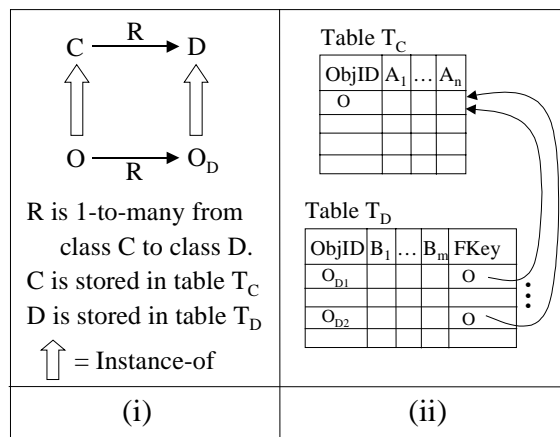 C R D
O R O_D
R is 1-to-many from
class C to class D.
C is stored in table T_C
D is stored in table T_D
= Instance-of
(i)
Table T_C
ObjID A_1 … A_n
O
Table T_D
ObjID B_1 … B_m FKey
O_D1 O
O_D2 O
(ii)